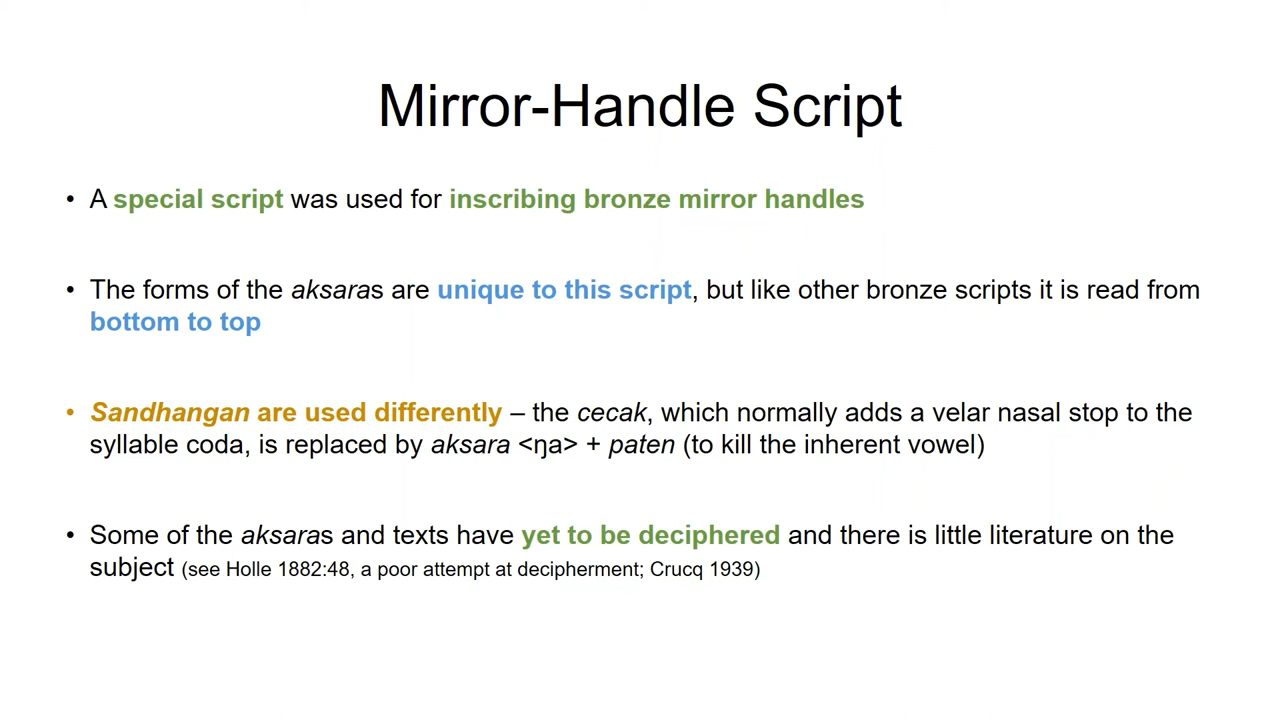 Mirror-Handle Script
• A special script was used for inscribing bronze mirror handles
• The forms of the aksaras are unique to this script, but like other bronze scripts it is read from
bottom to top
• Sandhangan are used differently – the cecak, which normally adds a velar nasal stop to the
syllable coda, is replaced by aksara <ŋa> + paten (to kill the inherent vowel)
• Some of the aksaras and texts have yet to be deciphered and there is little literature on the
subject (see Holle 1882:48, a poor attempt at decipherment; Crucq 1939)